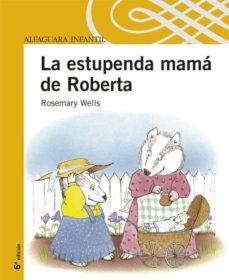 ALFAGUARA INFANTIL
La estupenda mamá
de Roberta
Rosemary Wells
6ª edición